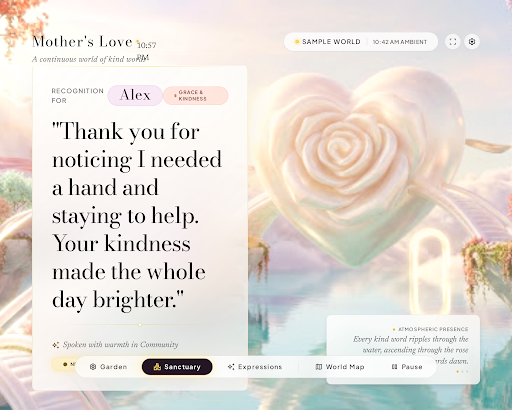 Mother's Love
10:57
PM
A continuous world of kind words
SAMPLE WORLD
10:42 AM AMBIENT
RECOGNITION
FOR
Alex
GRACE &
KINDNESS
"Thank you for
noticing I needed
a hand and
staying to help.
Your kindness
made the whole
day brighter."
Spoken with warmth in Community
ATMOSPHERIC PRESENCE
Every kind word ripples through the
water, ascending through the rose
dawn.
Garden
Sanctuary
Expressions
World Map
Pause